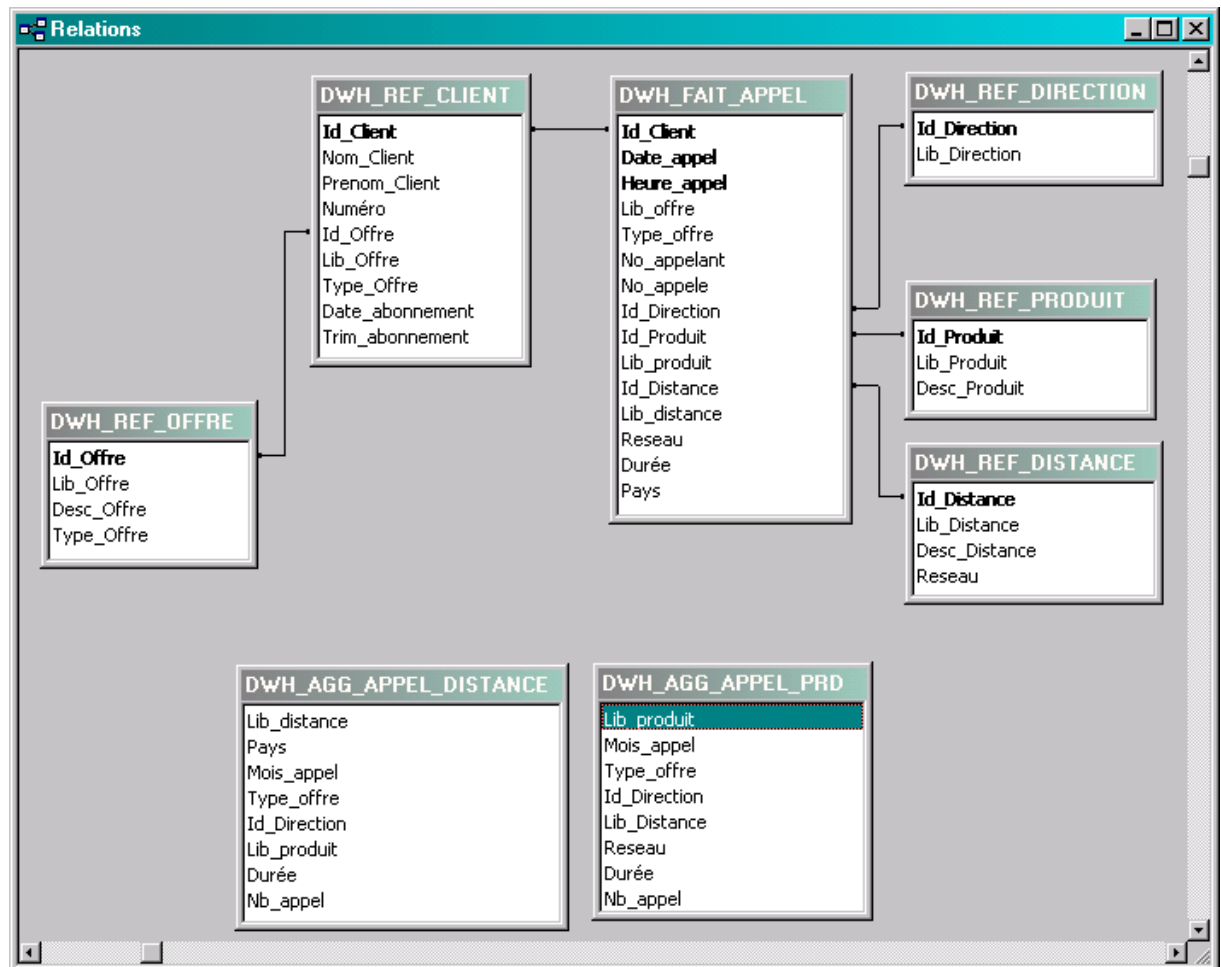 Relations
DWH_REF_CLIENT
Id_Client
Nom_Client
Prenom_Client
Numéro
Id_Offre
Lib_Offre
Type_Offre
Date_abonnement
Trim_abonnement
DWH_FAIT_APPEL
Id_Client
Date_appel
Heure_appel
Lib_offre
Type_offre
No_appelant
No_appele
Id_Direction
Id_Produit
Lib_produit
Id_Distance
Lib_distance
Reseau
Durée
Pays
DWH_REF_DIRECTION
Id_Direction
Lib_Direction
DWH_REF_PRODUIT
Id_Produit
Lib_Produit
Desc_Produit
DWH_REF_OFFRE
Id_Offre
Lib_Offre
Desc_Offre
Type_Offre
DWH_REF_DISTANCE
Id_Distance
Lib_Distance
Desc_Distance
Reseau
DWH_AGG_APPEL_DISTANCE
Lib_distance
Pays
Mois_appel
Type_offre
Id_Direction
Lib_produit
Durée
Nb_appel
DWH_AGG_APPEL_PRD
Lib_produit
Mois_appel
Type_offre
Id_Direction
Lib_Distance
Reseau
Durée
Nb_appel